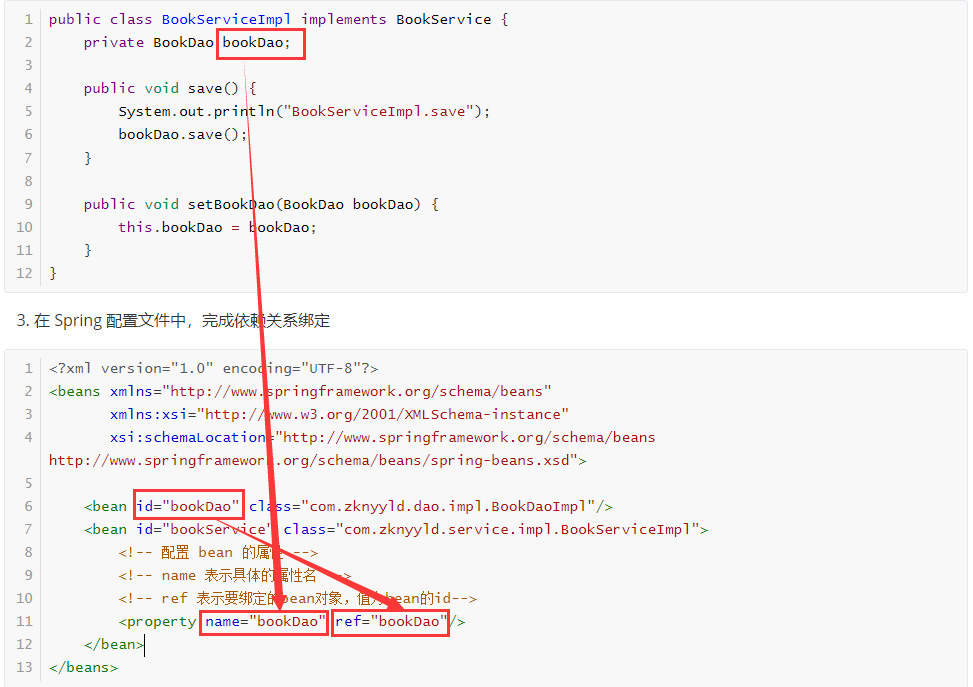 1 public class BookServiceImpl implements BookService {
2 private BookDao bookDao;
3
4 public void save() {
5 System.out.println("BookServiceImpl.save");
6 bookDao.save();
7 }
8
9 public void setBookDao(BookDao bookDao) {
10 this.bookDao = bookDao;
11 }
12 }
3. 在 Spring 配置文件中，完成依赖关系绑定
1 <?xml version="1.0" encoding="UTF-8"?>
2 <beans xmlns="http://www.springframework.org/schema/beans"
3 xmlns:xsi="http://www.w3.org/2001/XMLSchema-instance"
4 xsi:schemaLocation="http://www.springframework.org/schema/beans
http://www.springframework.org/schema/beans/spring-beans.xsd">
5
6 <bean id="bookDao" class="com.zknyyld.dao.impl.BookDaoImpl"/>
7 <bean id="bookService" class="com.zknyyld.service.impl.BookServiceImpl">
8 <!-- 配置 bean 的属性 -->
9 <!-- name 表示具体的属性名 -->
10 <!-- ref 表示要绑定的bean对象，值为bean的id-->
11 <property name="bookDao" ref="bookDao"/>
12 </bean>
13 </beans>